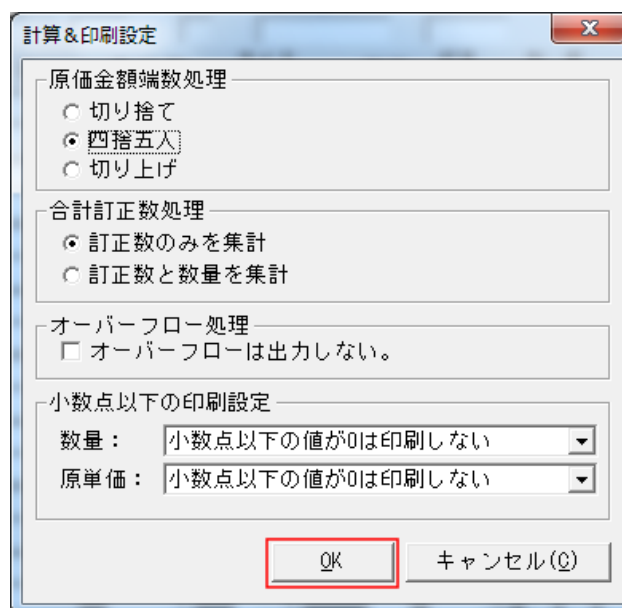 計算&印刷設定
原価金額端数処理
切り捨て
四捨五入
切り上げ
合計訂正数処理
訂正数のみを集計
訂正数と数量を集計
オーバーフロー処理
オーバーフローは出力しない。
小数点以下の印刷設定
数量： 小数点以下の値が0は印刷しない
原単価： 小数点以下の値が0は印刷しない
OK キャンセル(C)